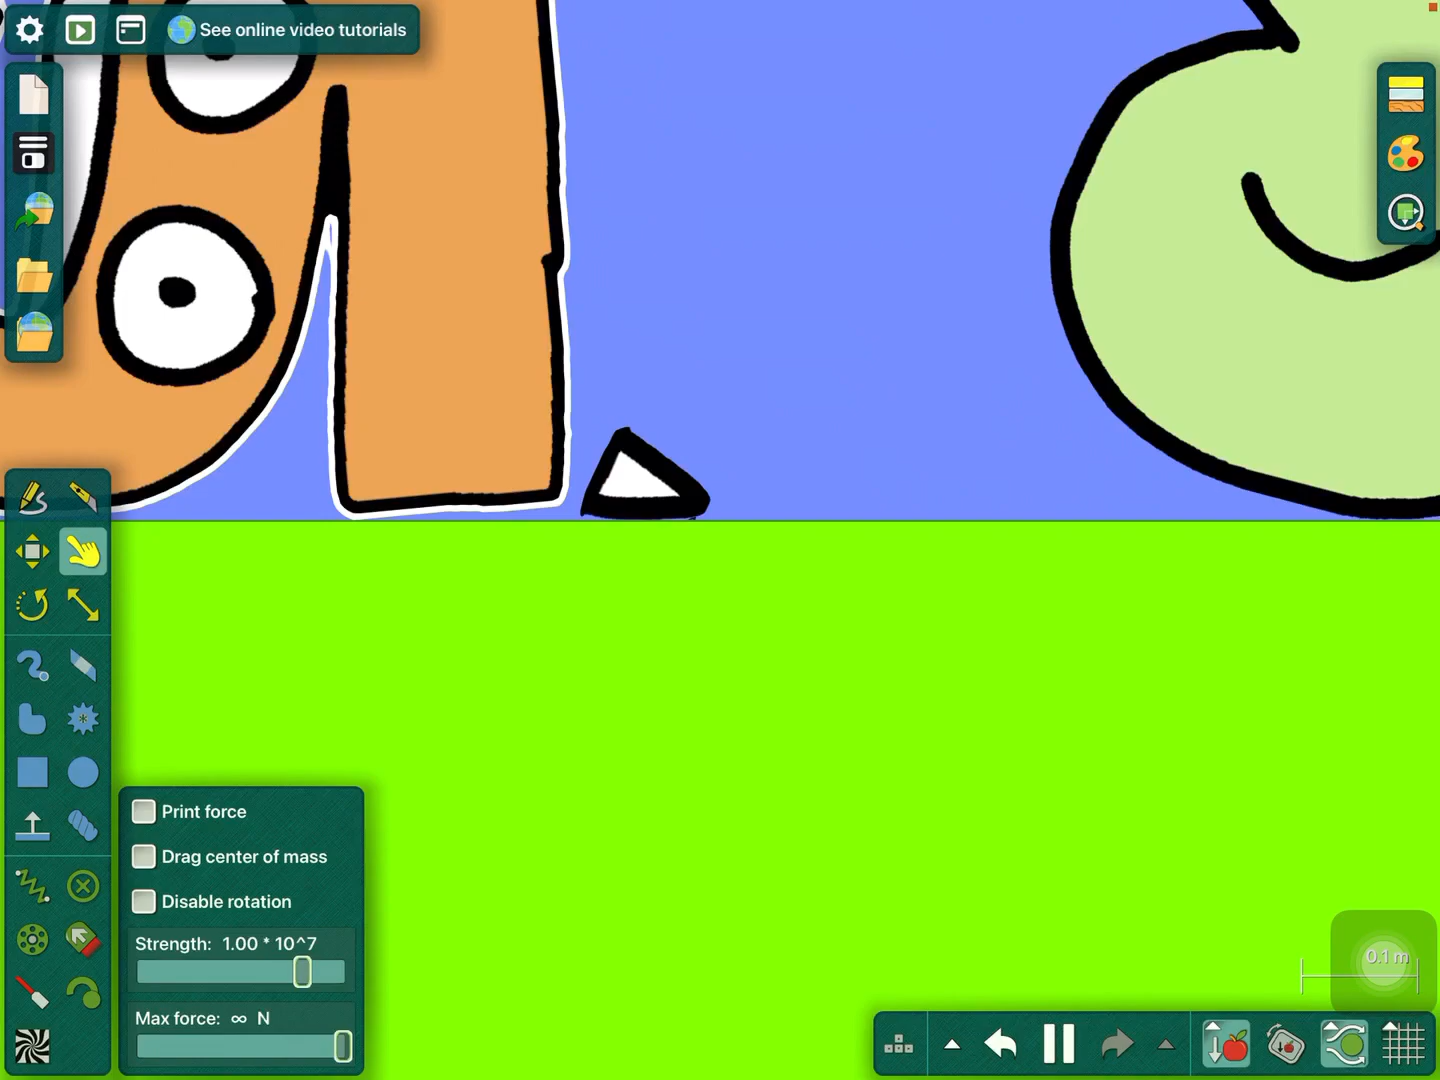 See online video tutorials
Print force
Drag center of mass
Disable rotation
Strength: 1.00 * 10^7
Max force: ∞ N
0.1 m